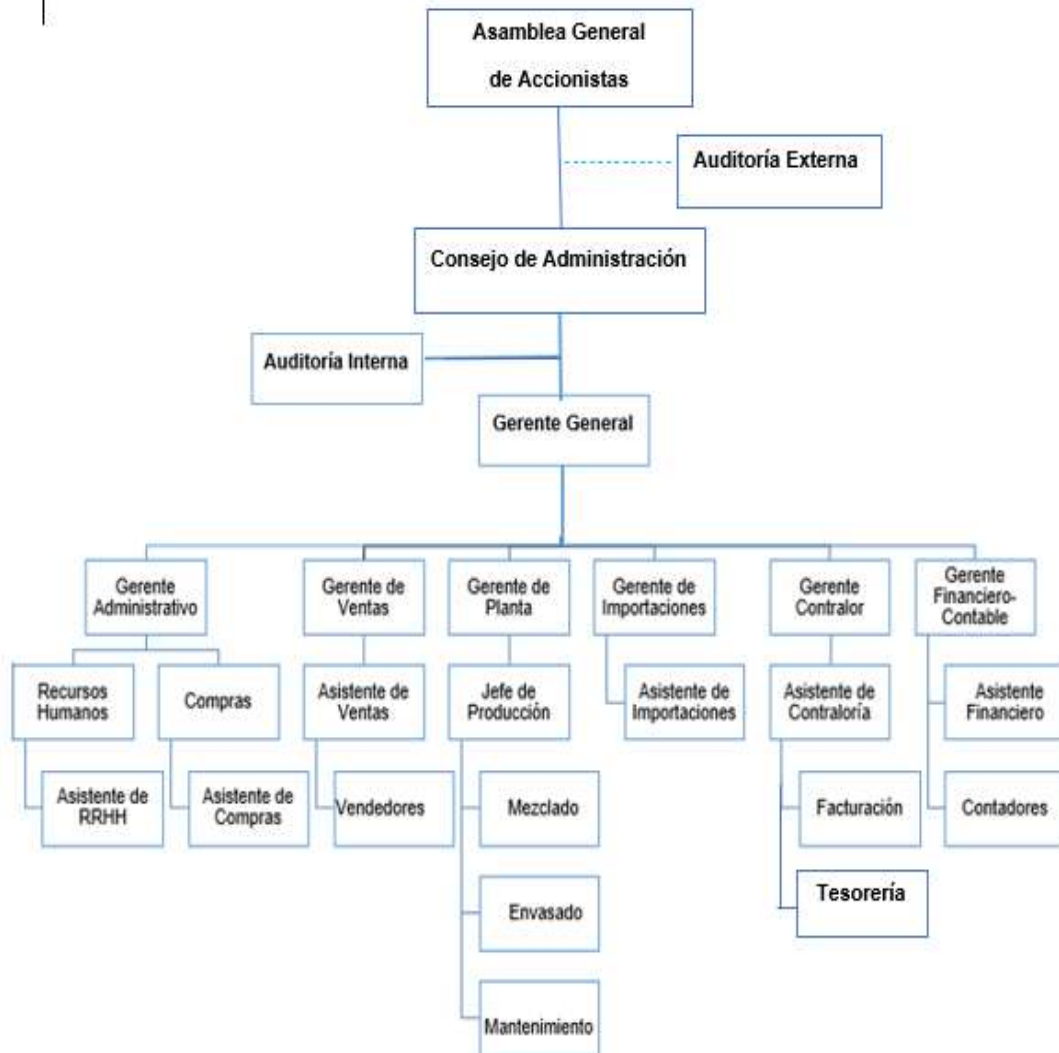 Asamblea General
de Accionistas
Auditoría Externa
Consejo de Administración
Auditoría Interna
Gerente General
Gerente
Administrativo
Gerente de
Ventas
Gerente de
Planta
Gerente de
Importaciones
Gerente
Contralor
Gerente
Financiero-
Contable
Recursos
Humanos
Compras
Asistente de
Ventas
Jefe de
Producción
Asistente de
Importaciones
Asistente de
Contraloría
Asistente
Financiero
Asistente de
RRHH
Asistente de
Compras
Vendedores
Mezclado
Facturación
Contadores
Tesorería
Envasado
Mantenimiento